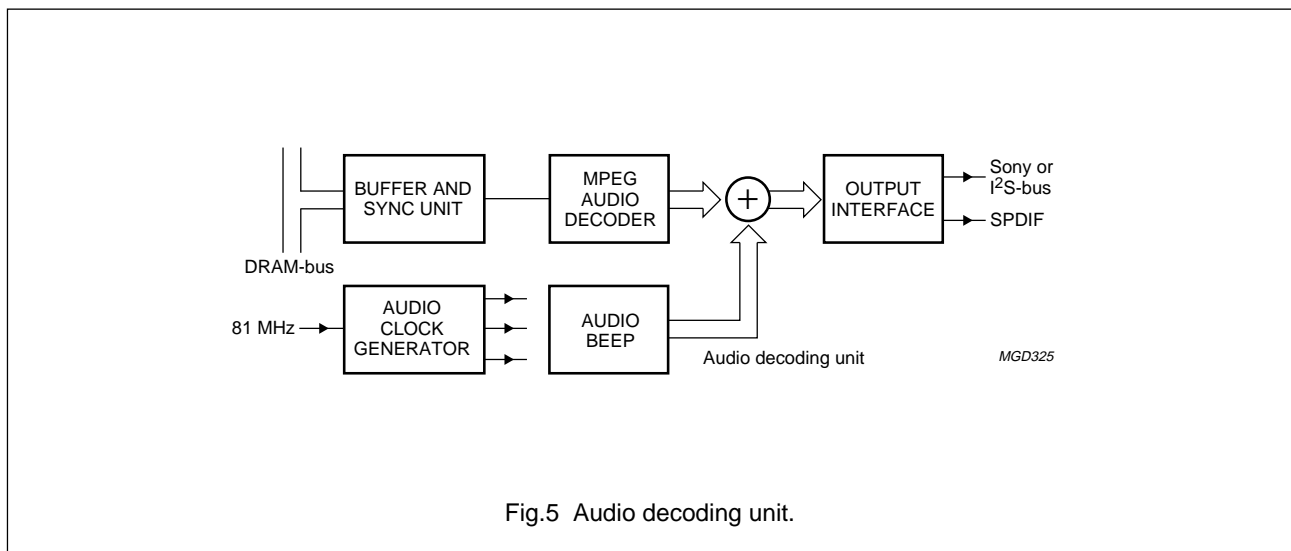 BUFFER AND
SYNC UNIT
MPEG
AUDIO
DECODER
+
OUTPUT
INTERFACE
Sony or
I²S-bus
SPDIF
DRAM-bus
81 MHz
AUDIO
CLOCK
GENERATOR
AUDIO
BEEP
Audio decoding unit
MGD325
Fig.5 Audio decoding unit.